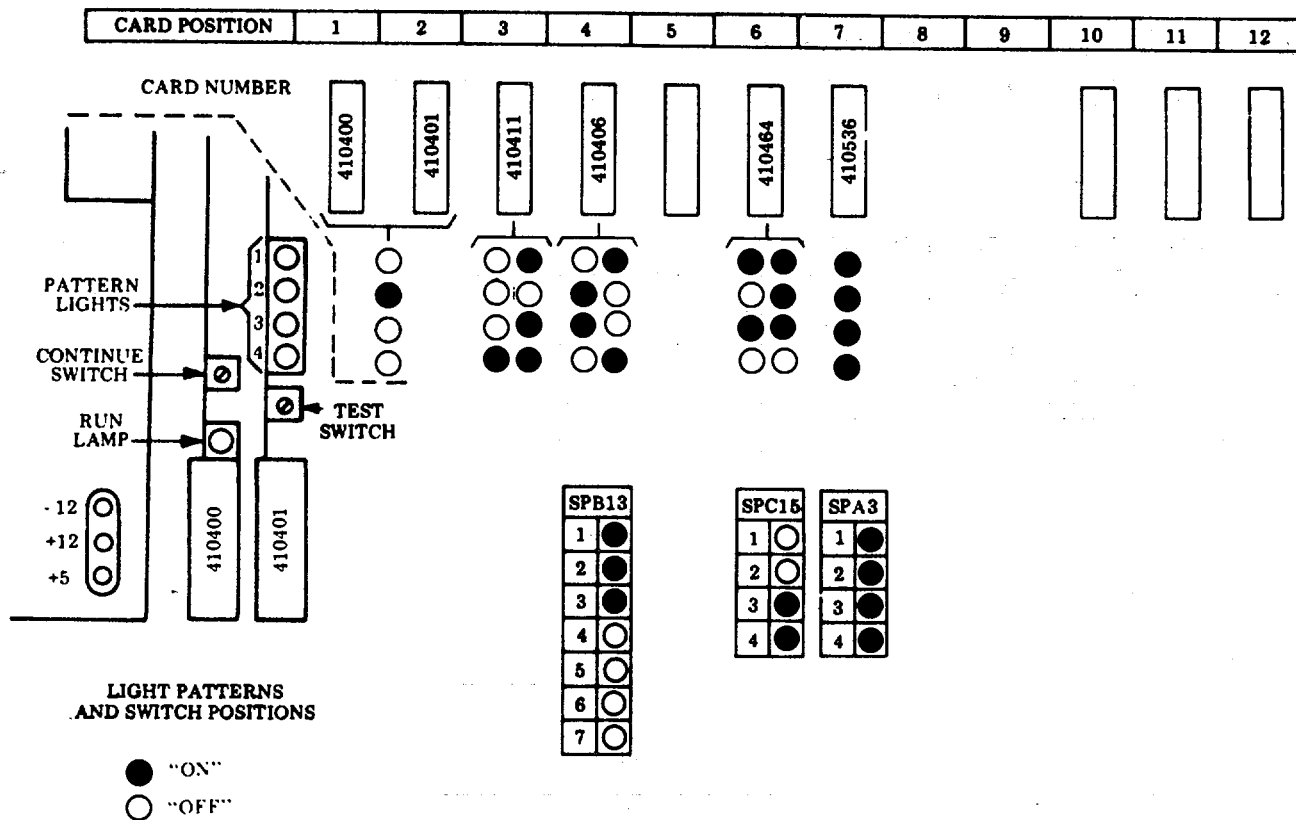 CARD POSITION 1 2 3 4 5 6 7 8 9 10 11 12
CARD NUMBER
410400
410401
410411
410406
410464
410536
PATTERN
LIGHTS
1
2
3
4
CONTINUE
SWITCH
RUN
LAMP
TEST
SWITCH
- 12
+12
+5
410400
410401
SPB13
1
2
3
4
5
6
7
SPC15
1
2
3
4
SPA3
1
2
3
4
LIGHT PATTERNS
AND SWITCH POSITIONS
"ON"
"OFF"